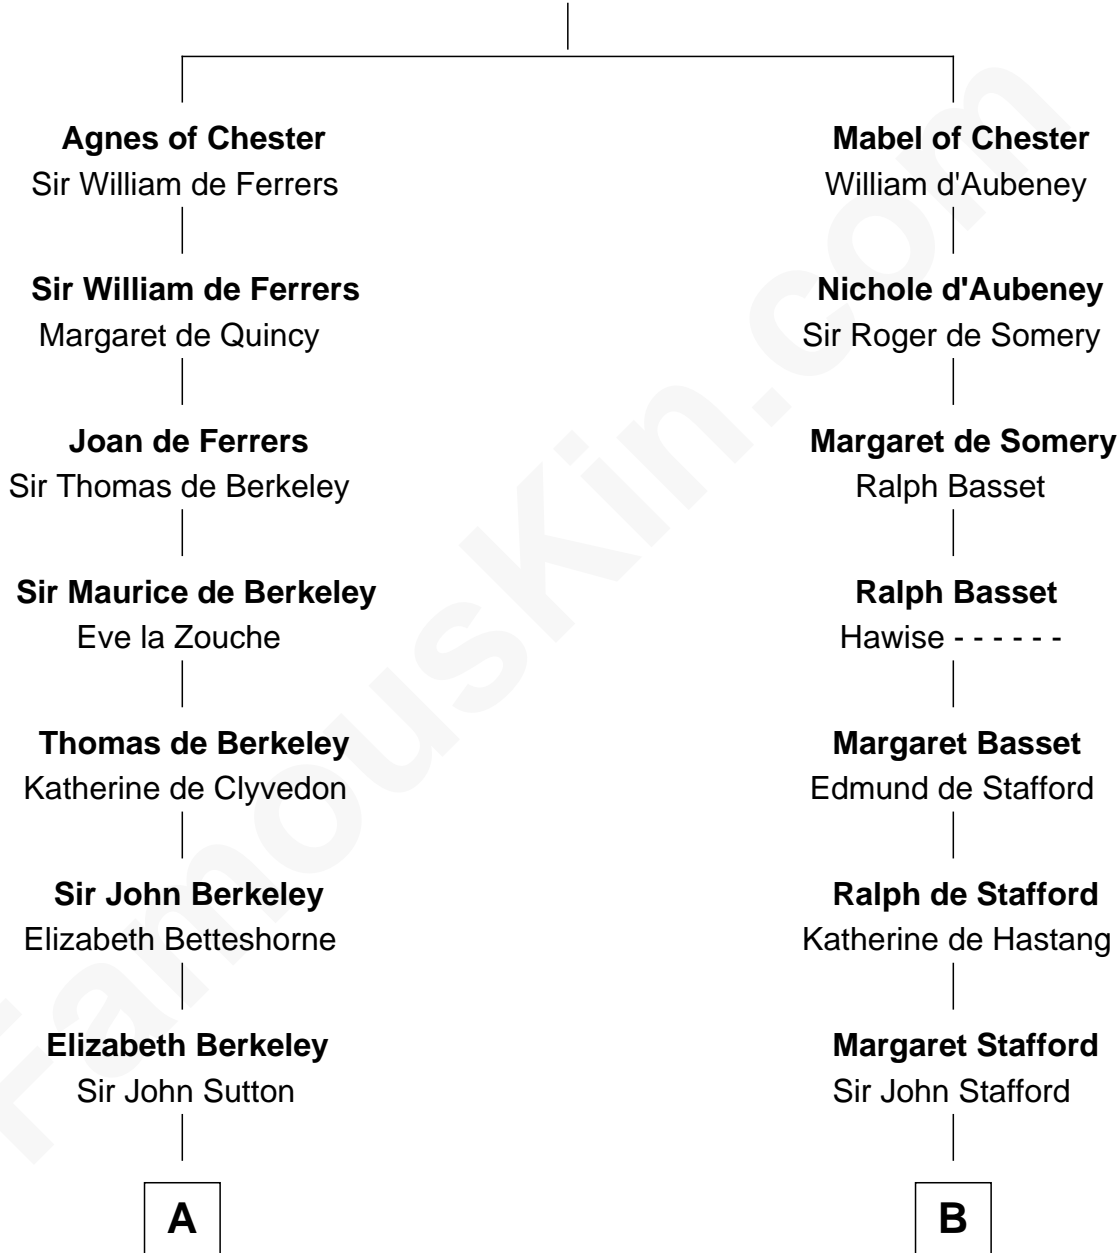 Agnes of Chester
Sir William de Ferrers
Sir William de Ferrers
Margaret de Quincy
Joan de Ferrers
Sir Thomas de Berkeley
Sir Maurice de Berkeley
Eve la Zouche
Thomas de Berkeley
Katherine de Clyvedon
Sir John Berkeley
Elizabeth Betteshorne
Elizabeth Berkeley
Sir John Sutton
A
Mabel of Chester
William d'Aubeney
Nichole d'Aubeney
Sir Roger de Somery
Margaret de Somery
Ralph Basset
Ralph Basset
Hawise - - - - - -
Margaret Basset
Edmund de Stafford
Ralph de Stafford
Katherine de Hastang
Margaret Stafford
Sir John Stafford
B
FamousKin.com